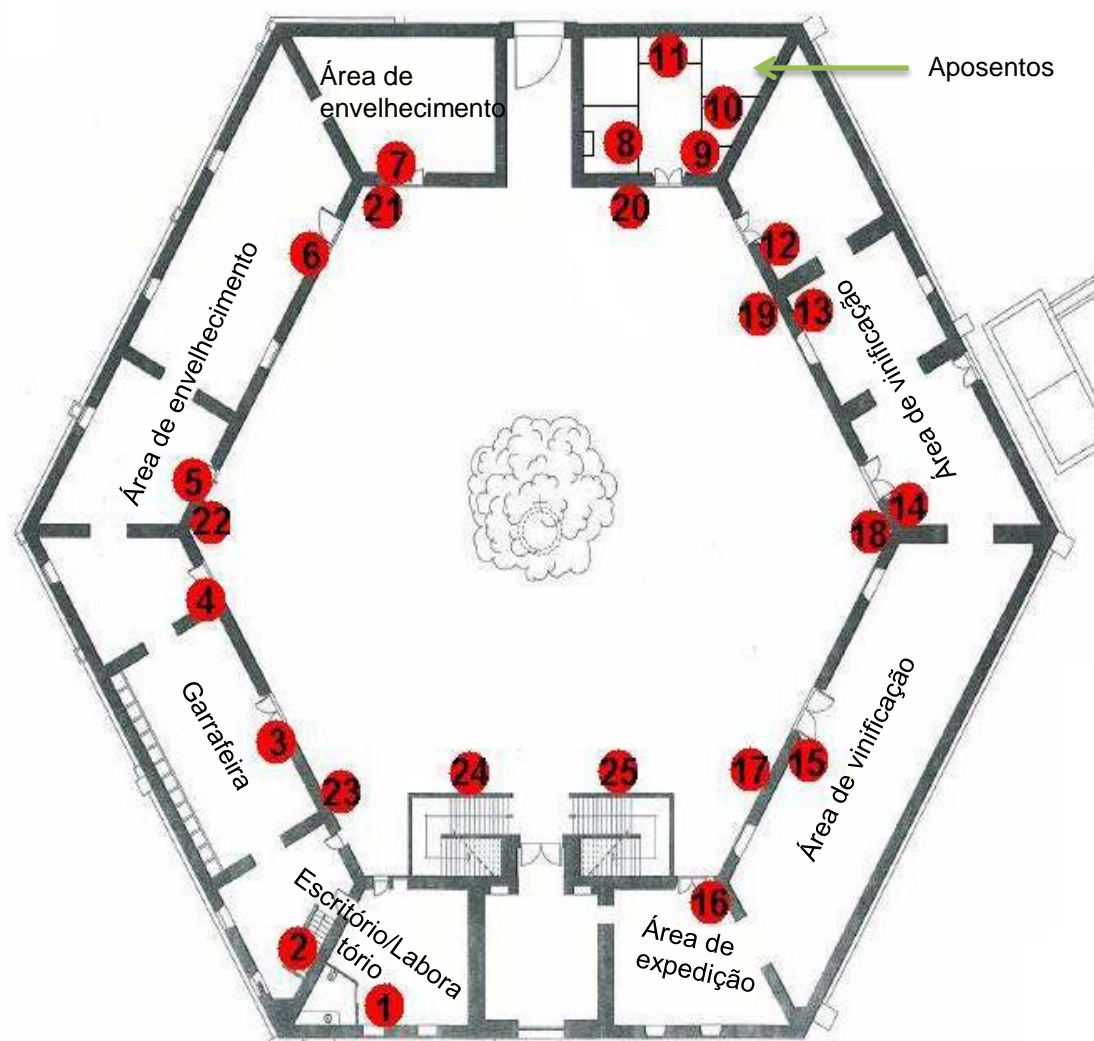 11
Aposentos
Área de
envelhecimento
10
8
9
7
21
20
6
12
19
13
Área de envelhecimento
Área de vinificação
5
22
14
18
4
Garrafeira
3
23
24
25
17
15
Área de vinificação
Escritório/Labora
tório
16
Área de
expedição
2
1